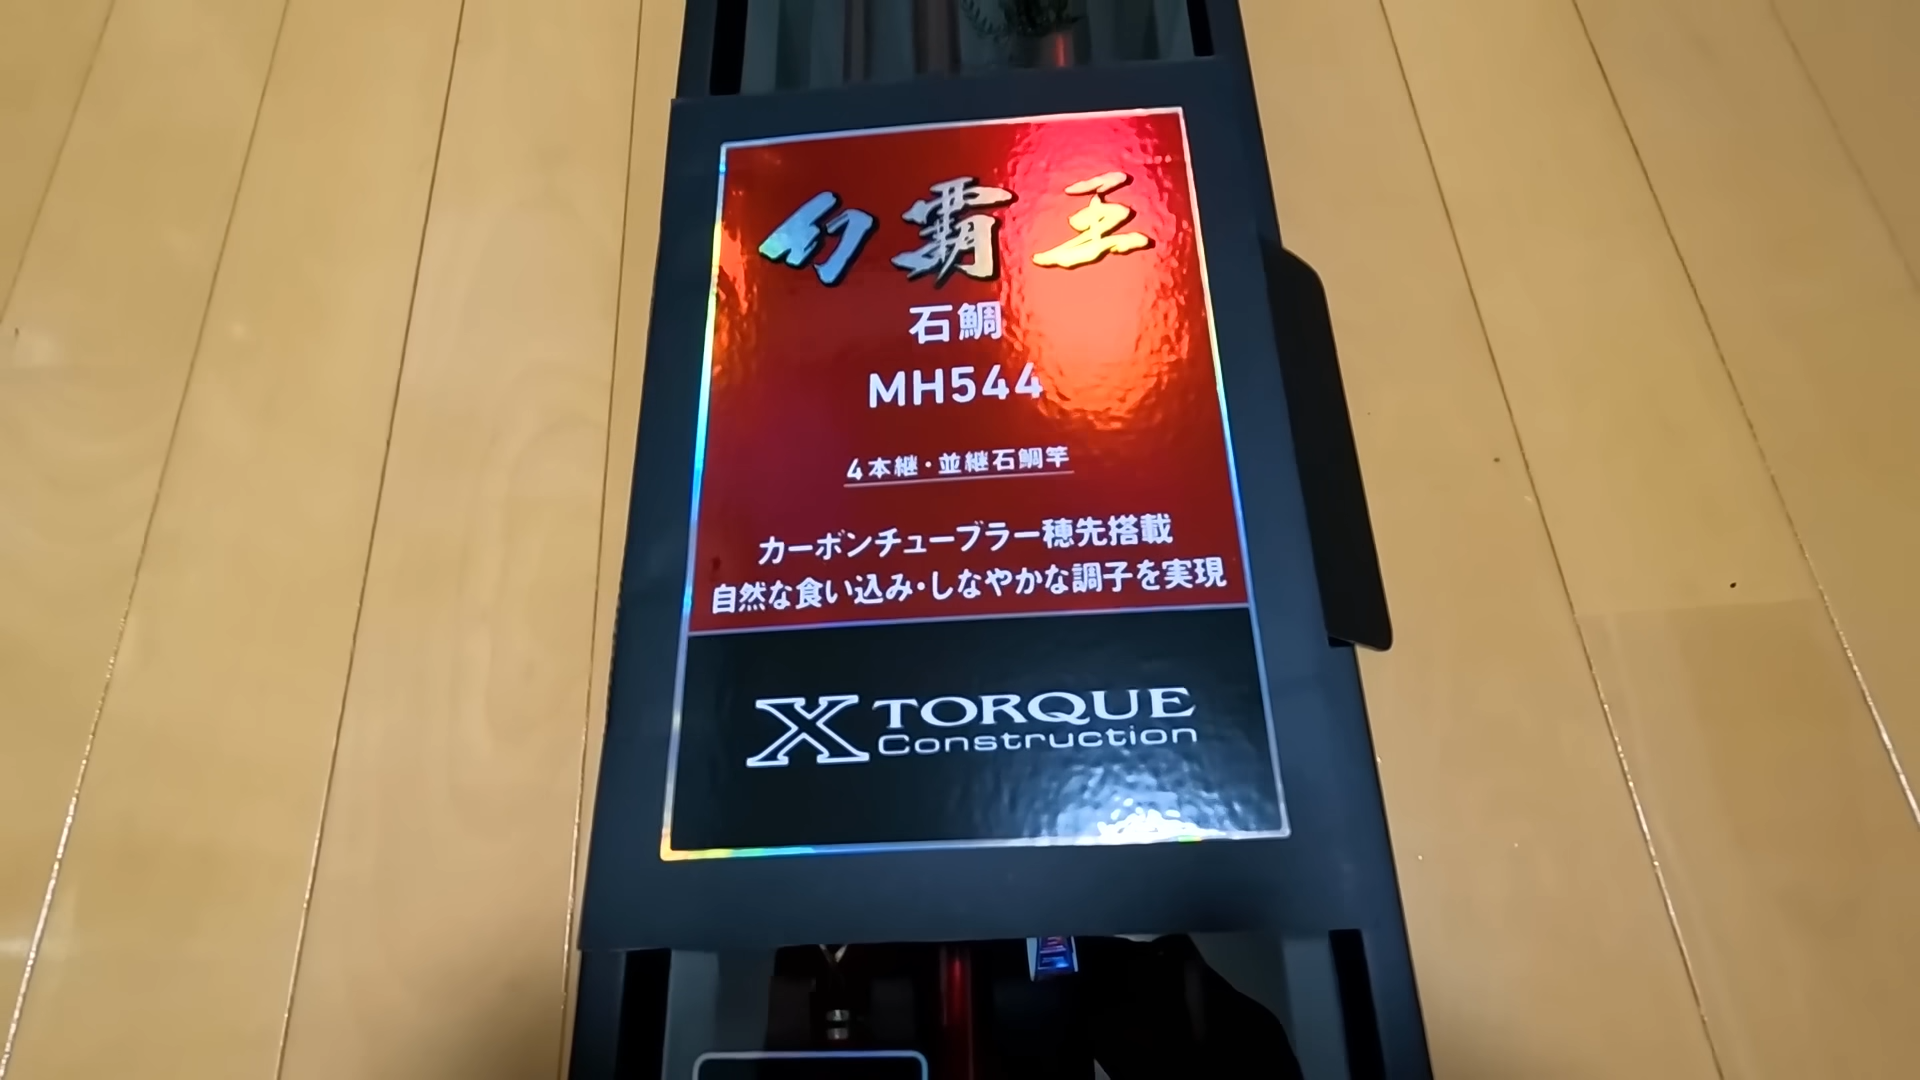 幻覇王
石鯛
MH544
4本継・並継石鯛竿
カーボンチューブラー穂先搭載
自然な食い込み・しなやかな調子を実現
X TORQUE
Construction